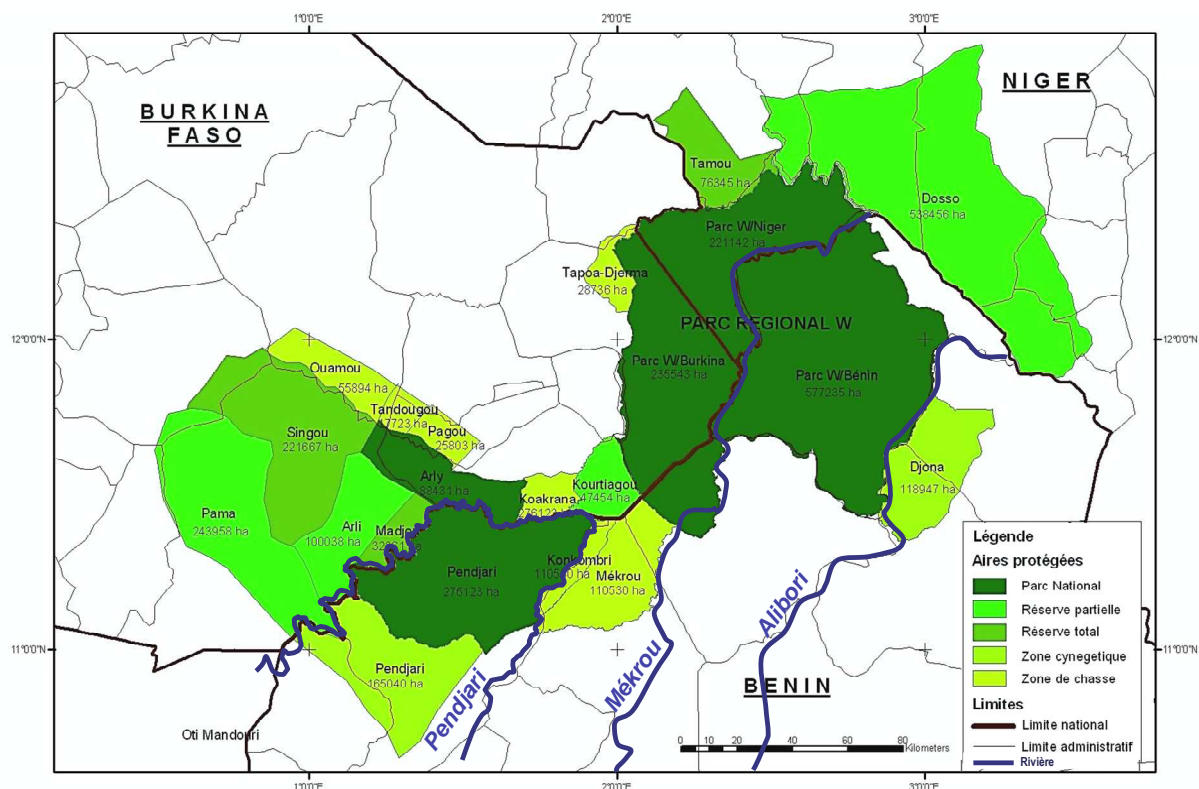 1°0'0"E
2°0'0"E
3°0'0"E
BURKINA
FASO
NIGER
Tamou
76345 ha
Dosso
538456 ha
Parc W/Niger
221142 ha
Tapoa-Djerma
28736 ha
PARC REGIONAL W
12°0'0"N
12°0'0"N
Parc W/Burkina
235543 ha
Parc W/Bénin
577235 ha
Ouamou
55894 ha
Tandougou
17723 ha
Pagou
25803 ha
Singou
221667 ha
Arly
Djona
118947 ha
Kourtiagou
47454 ha
Koakrana
276123 ha
Pama
243958 ha
Arli
100038 ha
Konkombri
Mékrou
110530 ha
Pendjari
276123 ha
Légende
Aires protégées
Parc National
Réserve partielle
Réserve total
Zone cynegetique
Zone de chasse
Limites
Limite national
Limite administratif
Rivière
11°0'0"N
11°0'0"N
Pendjari
165040 ha
Pendjari
Mékrou
Alibori
BENIN
Oti Mandouri
0 10 20 40 60 80
Kilometers
1°0'0"E
2°0'0"E
3°0'0"E